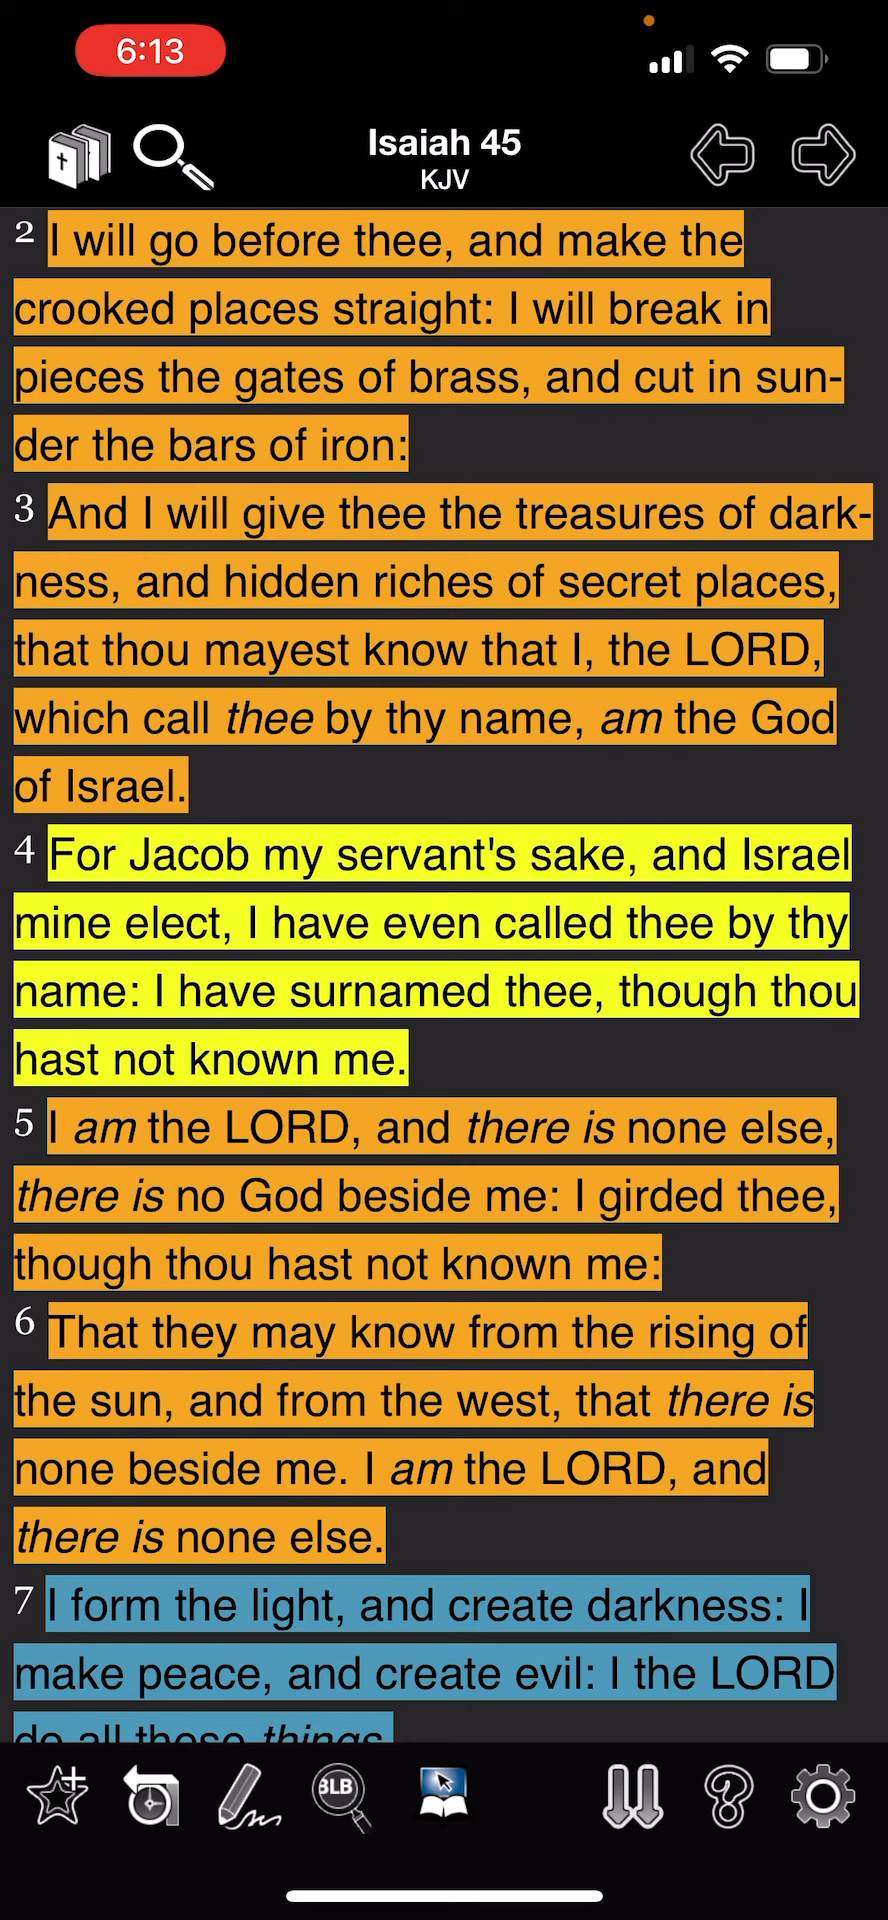 6:13
Isaiah 45
KJV
2 I will go before thee, and make the
crooked places straight: I will break in
pieces the gates of brass, and cut in sun-
der the bars of iron:
3 And I will give thee the treasures of dark-
ness, and hidden riches of secret places,
that thou mayest know that I, the LORD,
which call thee by thy name, am the God
of Israel.
4 For Jacob my servant's sake, and Israel
mine elect, I have even called thee by thy
name: I have surnamed thee, though thou
hast not known me.
5 I am the LORD, and there is none else,
there is no God beside me: I girded thee,
though thou hast not known me:
6 That they may know from the rising of
the sun, and from the west, that there is
none beside me. I am the LORD, and
there is none else.
7 I form the light, and create darkness: I
make peace, and create evil: I the LORD
do all these things.
BLB